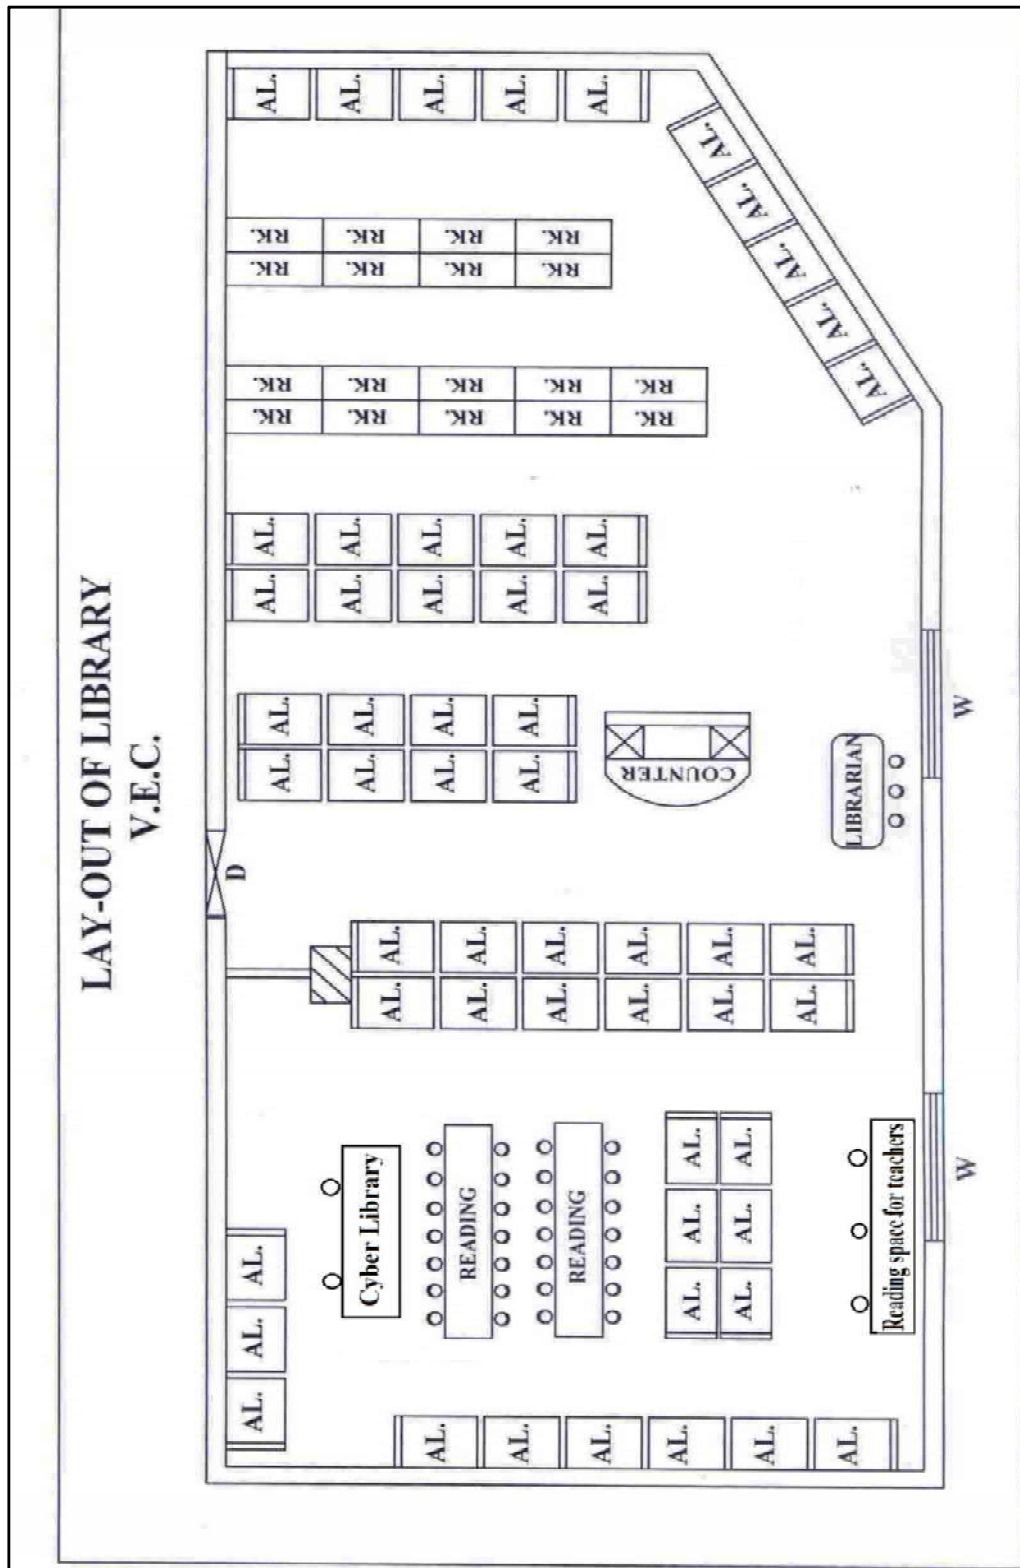 LAY-OUT OF LIBRARY
V.E.C.
AL. AL. AL. AL. AL.
AL. AL. AL. AL. AL.
RK. RK. RK. RK.
RK. RK. RK. RK.
RK. RK. RK. RK. RK.
RK. RK. RK. RK. RK.
AL. AL. AL. AL. AL.
AL. AL. AL. AL. AL.
AL. AL. AL. AL.
AL. AL. AL. AL.
COUNTER
LIBRARIAN
W
D
AL. AL. AL. AL. AL. AL.
AL. AL. AL. AL. AL. AL.
Cyber Library
READING
READING
AL. AL. AL.
AL. AL. AL.
Reading space for teachers
W
AL. AL. AL.
AL. AL. AL. AL. AL. AL.